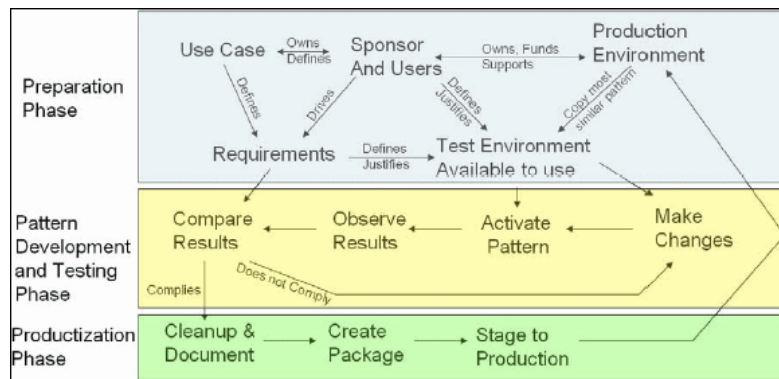 Preparation
Phase
Use Case
Owns
Defines
Sponsor
And Users
Owns, Funds
Supports
Production
Environment
Defines
Drives
Defines
Justifies
Copy most
similar pattern
Requirements
Defines
Justifies
Test Environment
Available to use
Pattern
Development
and Testing
Phase
Compare
Results
Observe
Results
Activate
Pattern
Make
Changes
Complies
Does not Comply
Productization
Phase
Cleanup &
Document
Create
Package
Stage to
Production